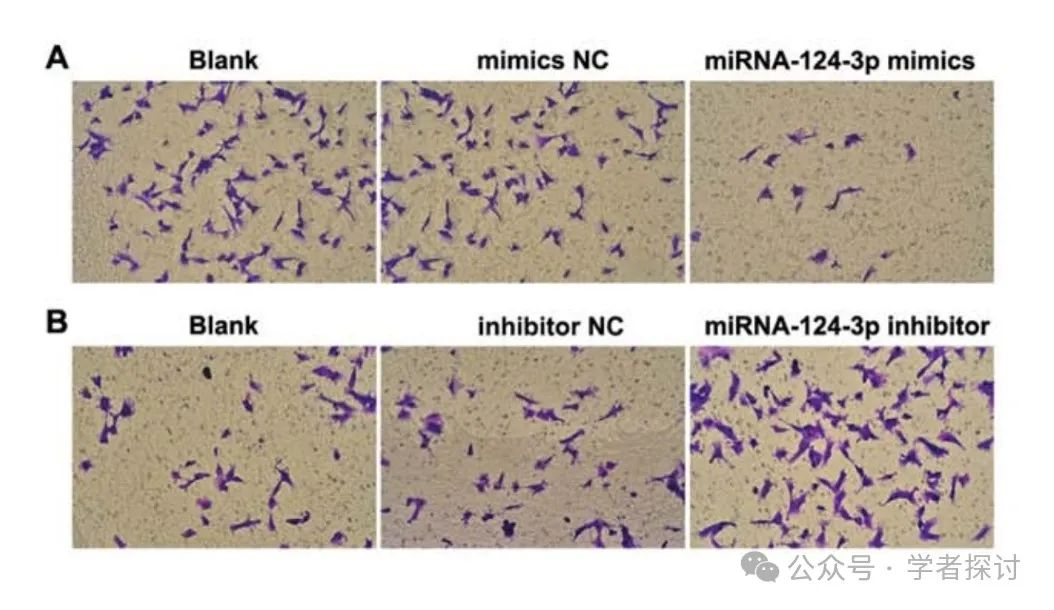 A
Blank
mimics NC
miRNA-124-3p mimics
B
Blank
inhibitor NC
miRNA-124-3p inhibitor
公众号 · 学者探讨